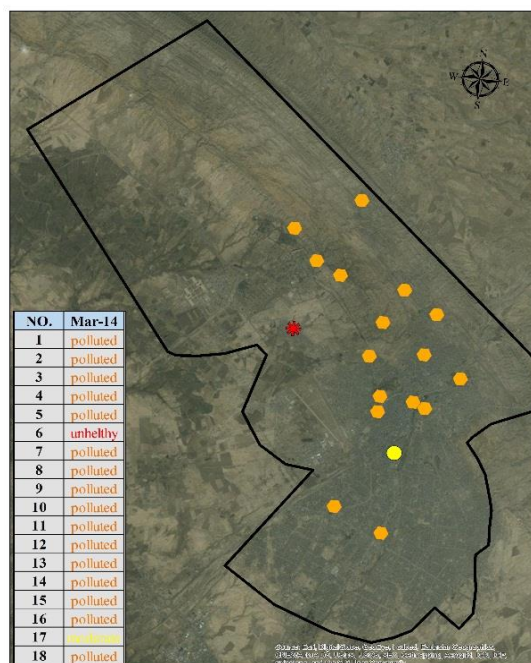 N
W E
S
NO. Mar-14
1 polluted
2 polluted
3 polluted
4 polluted
5 polluted
6 unhelthy
7 polluted
8 polluted
9 polluted
10 polluted
11 polluted
12 polluted
13 polluted
14 polluted
15 polluted
16 polluted
17
18 polluted